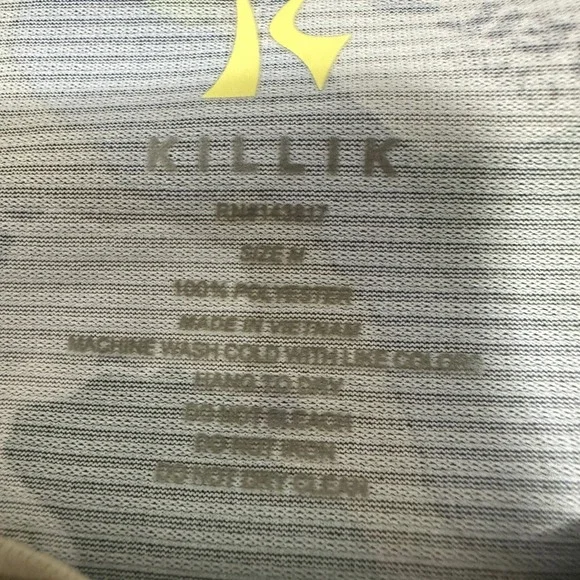 KILLIK
RN#143817
SIZE M
100% POLYESTER
MADE IN VIETNAM
MACHINE WASH COLD WITH LIKE COLORS
HANG TO DRY
DO NOT BLEACH
DO NOT IRON
DO NOT DRY CLEAN